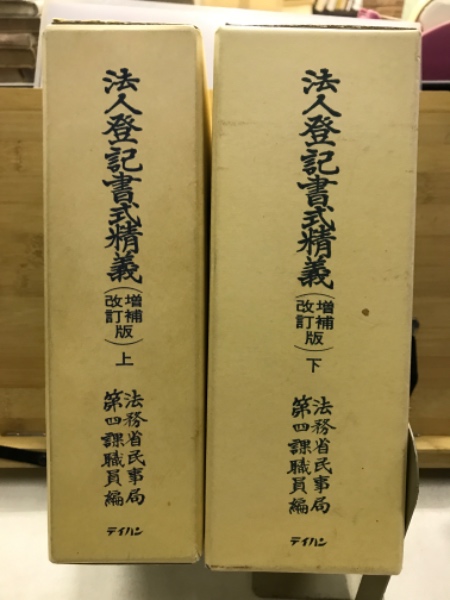 法人登記書式精義
（増補
改訂版）
上
法務省民事局
第四課職員編
テイハン
法人登記書式精義
（増補
改訂版）
下
法務省民事局
第四課職員編
テイハン